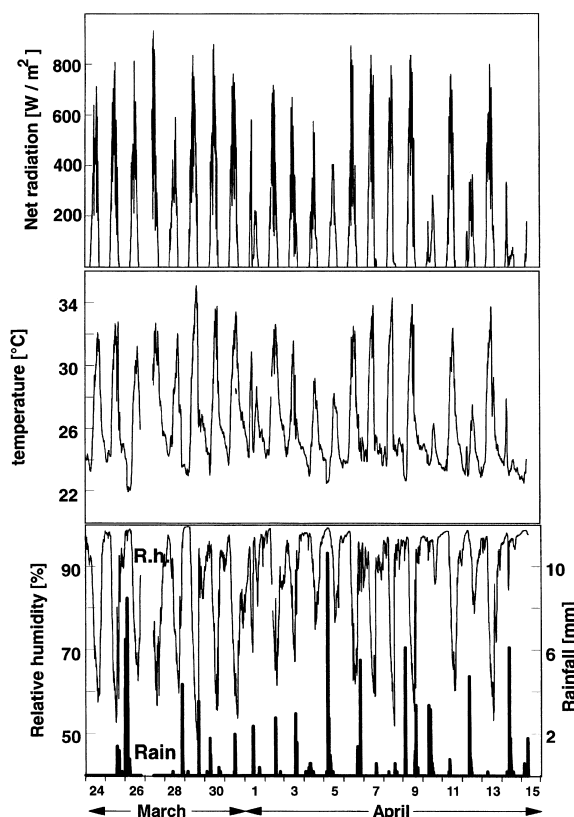 Net radiation [W / m²]
800
600
400
200
temperature [°C]
34
30
26
22
Relative humidity [%]
90
70
50
R.h.
Rain
Rainfall [mm]
10
6
2
24 26 28 30 1 3 5 7 9 11 13 15
March April